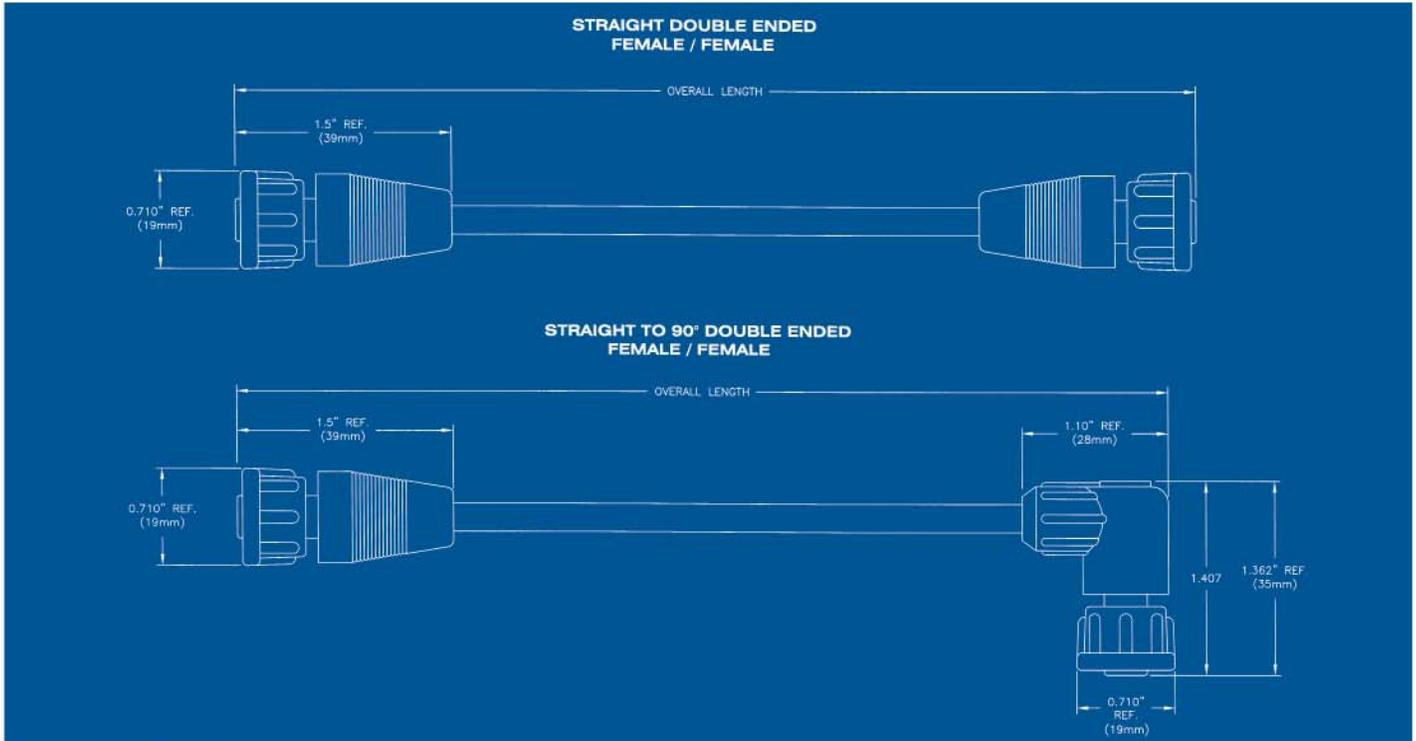 STRAIGHT DOUBLE ENDED
FEMALE / FEMALE
OVERALL LENGTH
1.5" REF.
(39mm)
0.710" REF.
(19mm)
STRAIGHT TO 90° DOUBLE ENDED
FEMALE / FEMALE
OVERALL LENGTH
1.5" REF.
(39mm)
1.10" REF.
(28mm)
0.710" REF.
(19mm)
1.407
1.362" REF
(35mm)
0.710"
REF.
(19mm)